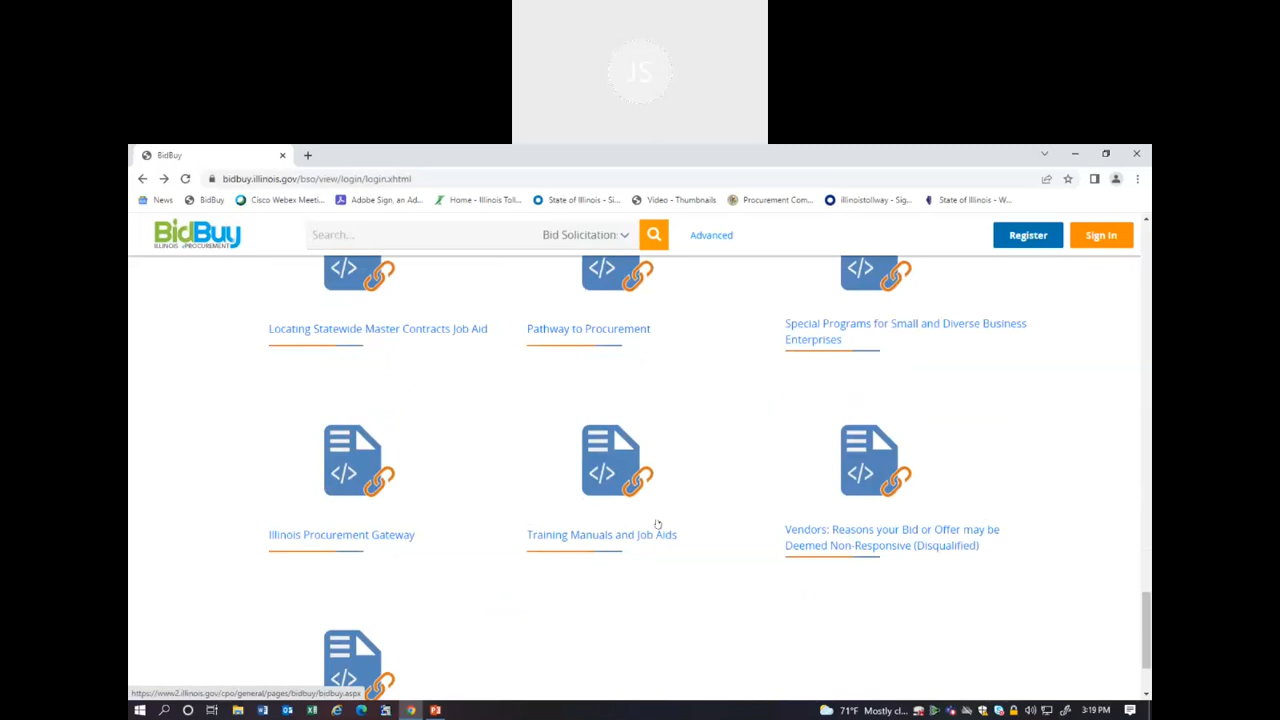 JS
BidBuy
bidbuy.illinois.gov/bso/view/login/login.xhtml
News
BidBuy
Cisco Webex Meeti...
Adobe Sign, an Ad...
Home - Illinois Toll...
State of Illinois - Si...
Video - Thumbnails
Procurement Com...
illinoistollway - Sig...
State of Illinois - W...
BidBuy
ILLINOIS ePROCUREMENT
Search...
Bid Solicitation
Advanced
Register
Sign In
Locating Statewide Master Contracts Job Aid
Pathway to Procurement
Special Programs for Small and Diverse Business
Enterprises
Illinois Procurement Gateway
Training Manuals and Job Aids
Vendors: Reasons your Bid or Offer may be
Deemed Non-Responsive (Disqualified)
https://www2.illinois.gov/cpo/general/pages/bidbuy/bidbuy.aspx
71°F Mostly cl...
3:19 PM